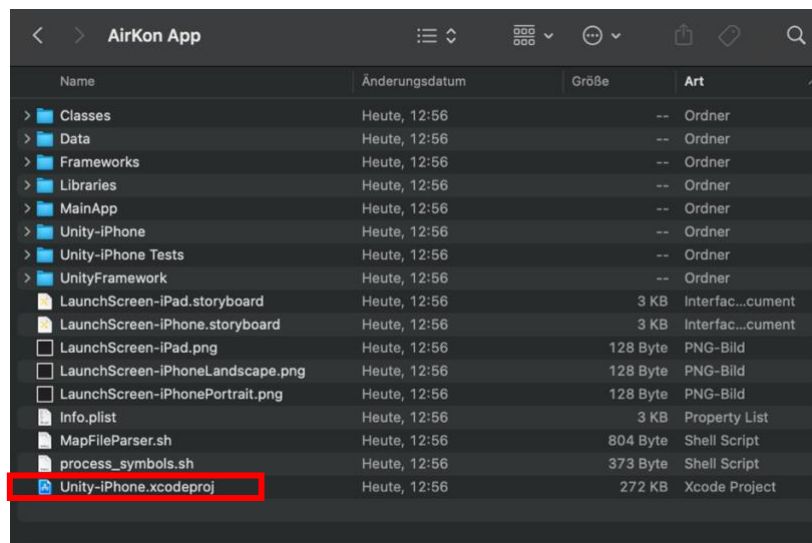 AirKon App
Name Änderungsdatum Größe Art
Classes Heute, 12:56 -- Ordner
Data Heute, 12:56 -- Ordner
Frameworks Heute, 12:56 -- Ordner
Libraries Heute, 12:56 -- Ordner
MainApp Heute, 12:56 -- Ordner
Unity-iPhone Heute, 12:56 -- Ordner
Unity-iPhone Tests Heute, 12:56 -- Ordner
UnityFramework Heute, 12:56 -- Ordner
LaunchScreen-iPad.storyboard Heute, 12:56 3 KB Interfac...cument
LaunchScreen-iPhone.storyboard Heute, 12:56 3 KB Interfac...cument
LaunchScreen-iPad.png Heute, 12:56 128 Byte PNG-Bild
LaunchScreen-iPhoneLandscape.png Heute, 12:56 128 Byte PNG-Bild
LaunchScreen-iPhonePortrait.png Heute, 12:56 128 Byte PNG-Bild
Info.plist Heute, 12:56 3 KB Property List
MapFileParser.sh Heute, 12:56 804 Byte Shell Script
process_symbols.sh Heute, 12:56 373 Byte Shell Script
Unity-iPhone.xcodeproj Heute, 12:56 272 KB Xcode Project